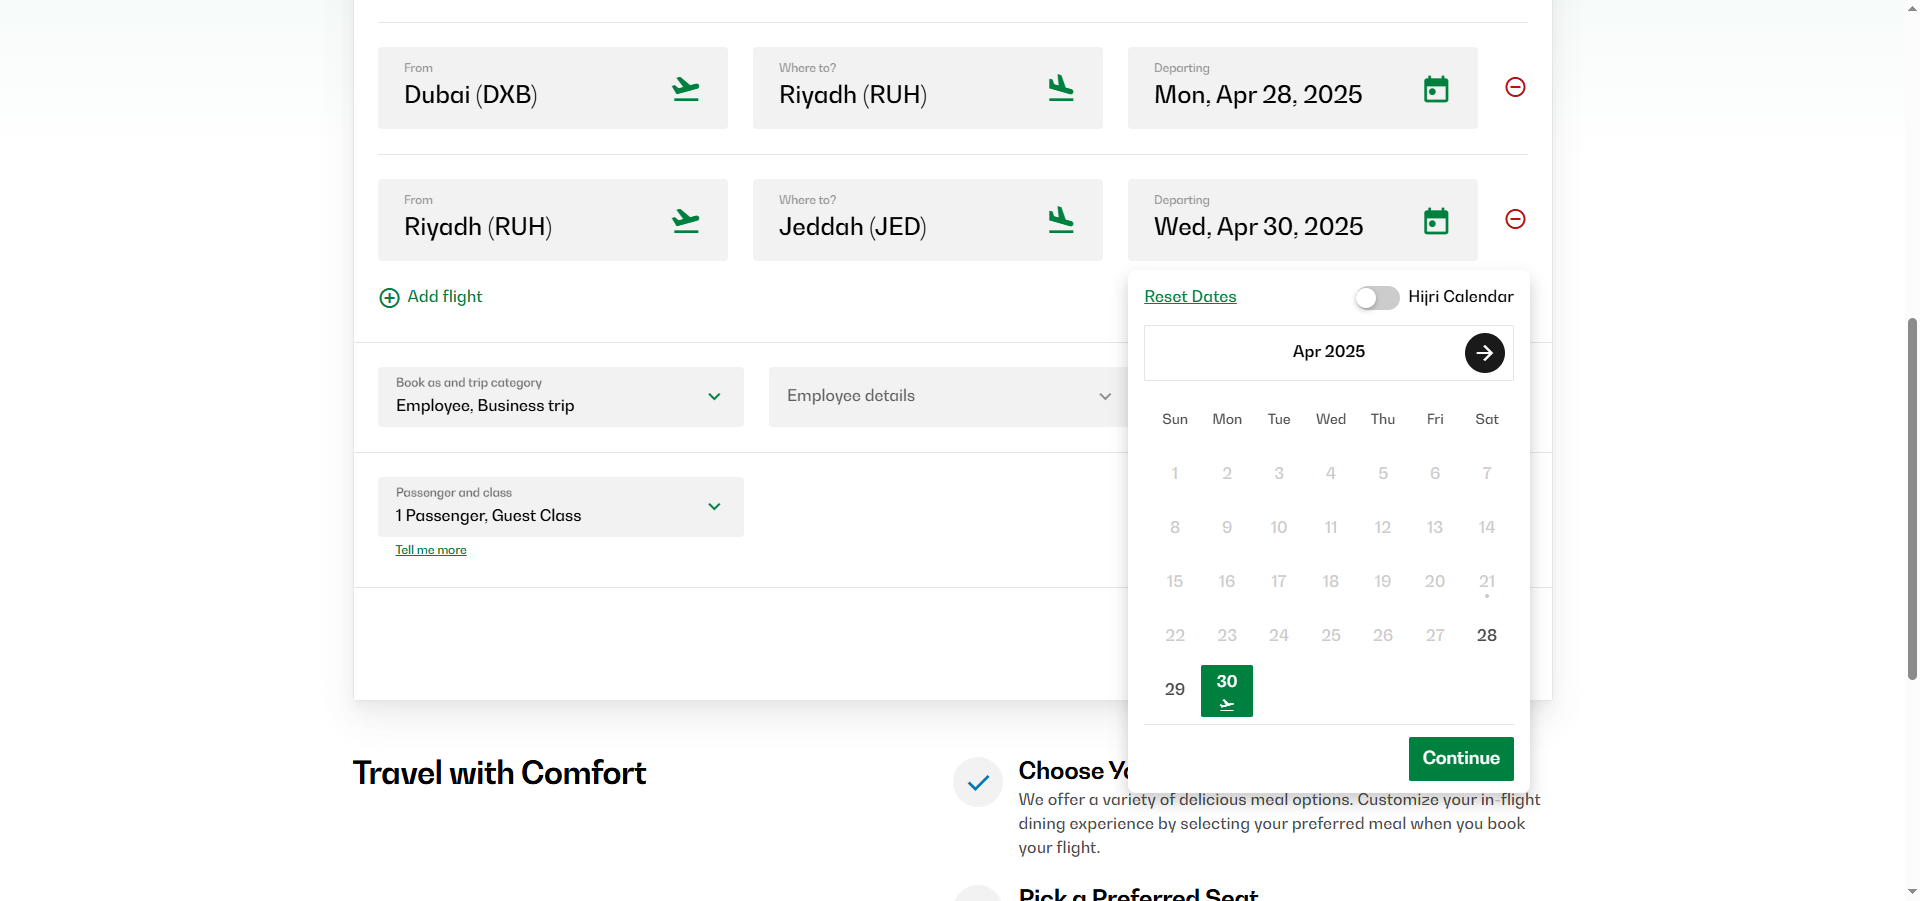 From
Dubai (DXB)
Where to?
Riyadh (RUH)
Departing
Mon, Apr 28, 2025
From
Riyadh (RUH)
Where to?
Jeddah (JED)
Departing
Wed, Apr 30, 2025
Add flight
Reset Dates
Hijri Calendar
Apr 2025
Sun Mon Tue Wed Thu Fri Sat
1 2 3 4 5 6 7
8 9 10 11 12 13 14
15 16 17 18 19 20 21
22 23 24 25 26 27 28
29 30
Continue
Book as and trip category
Employee, Business trip
Employee details
Passenger and class
1 Passenger, Guest Class
Tell me more
Travel with Comfort
Choose
We offer a variety of delicious meal options. Customize your in-flight
dining experience by selecting your preferred meal when you book
your flight.
Pick a Preferred Seat